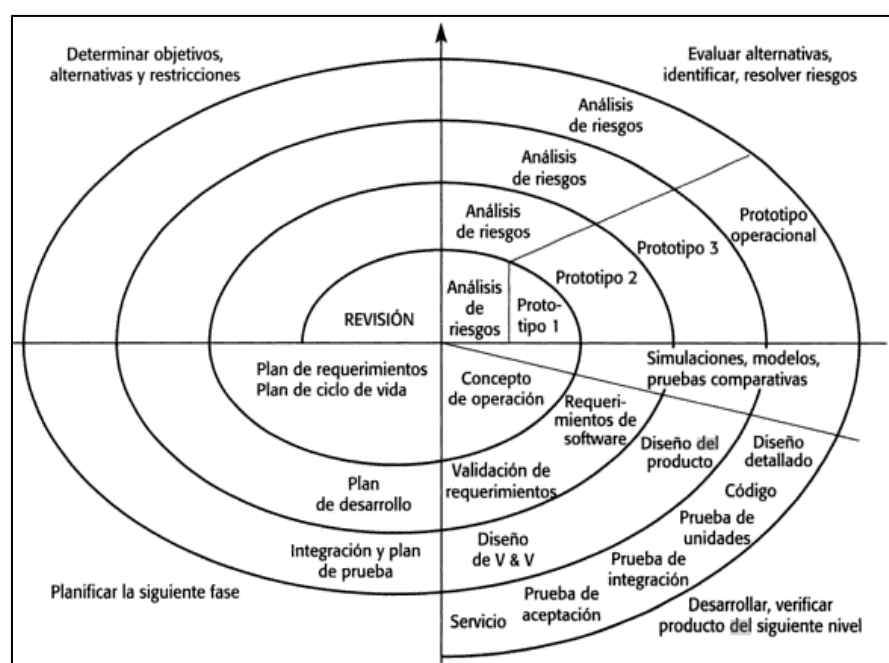 Determinar objetivos,
alternativas y restricciones
Evaluar alternativas,
identificar, resolver riesgos
Análisis
de riesgos
Análisis
de riesgos
Análisis
de riesgos
Prototipo
operacional
Prototipo 3
Prototipo 2
Análisis
de
riesgos
Proto-
tipo 1
REVISIÓN
Plan de requerimientos
Plan de ciclo de vida
Concepto
de operación
Simulaciones, modelos,
pruebas comparativas
Requeri-
mientos de
software
Diseño del
producto
Diseño
detallado
Plan
de desarrollo
Validación de
requerimientos
Código
Prueba de
unidades
Integración y plan
de prueba
Diseño
de V & V
Prueba de
integración
Planificar la siguiente fase
Prueba de
aceptación
Servicio
Desarrollar, verificar
producto del siguiente nivel